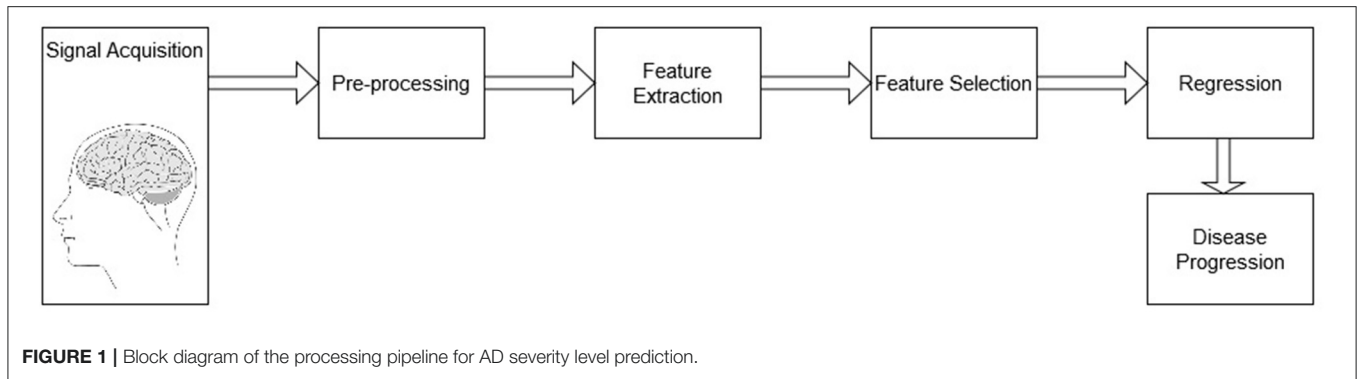 Signal Acquisition
Pre-processing
Feature
Extraction
Feature Selection
Regression
Disease
Progression
FIGURE 1 | Block diagram of the processing pipeline for AD severity level prediction.